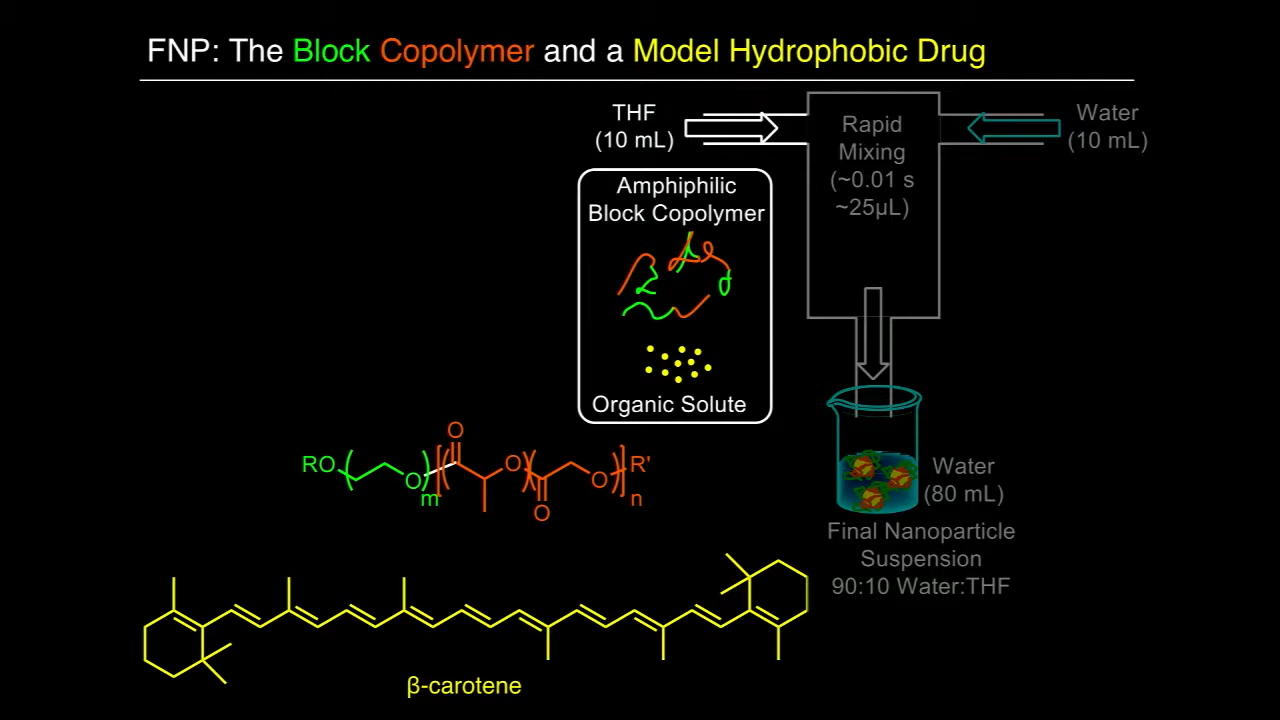 FNP: The Block Copolymer and a Model Hydrophobic Drug
THF
(10 mL)
Rapid
Mixing
(~0.01 s
~25µL)
Water
(10 mL)
Amphiphilic
Block Copolymer
Organic Solute
RO
O
m
O
O
O
O
R'
n
Water
(80 mL)
Final Nanoparticle
Suspension
90:10 Water:THF
β-carotene